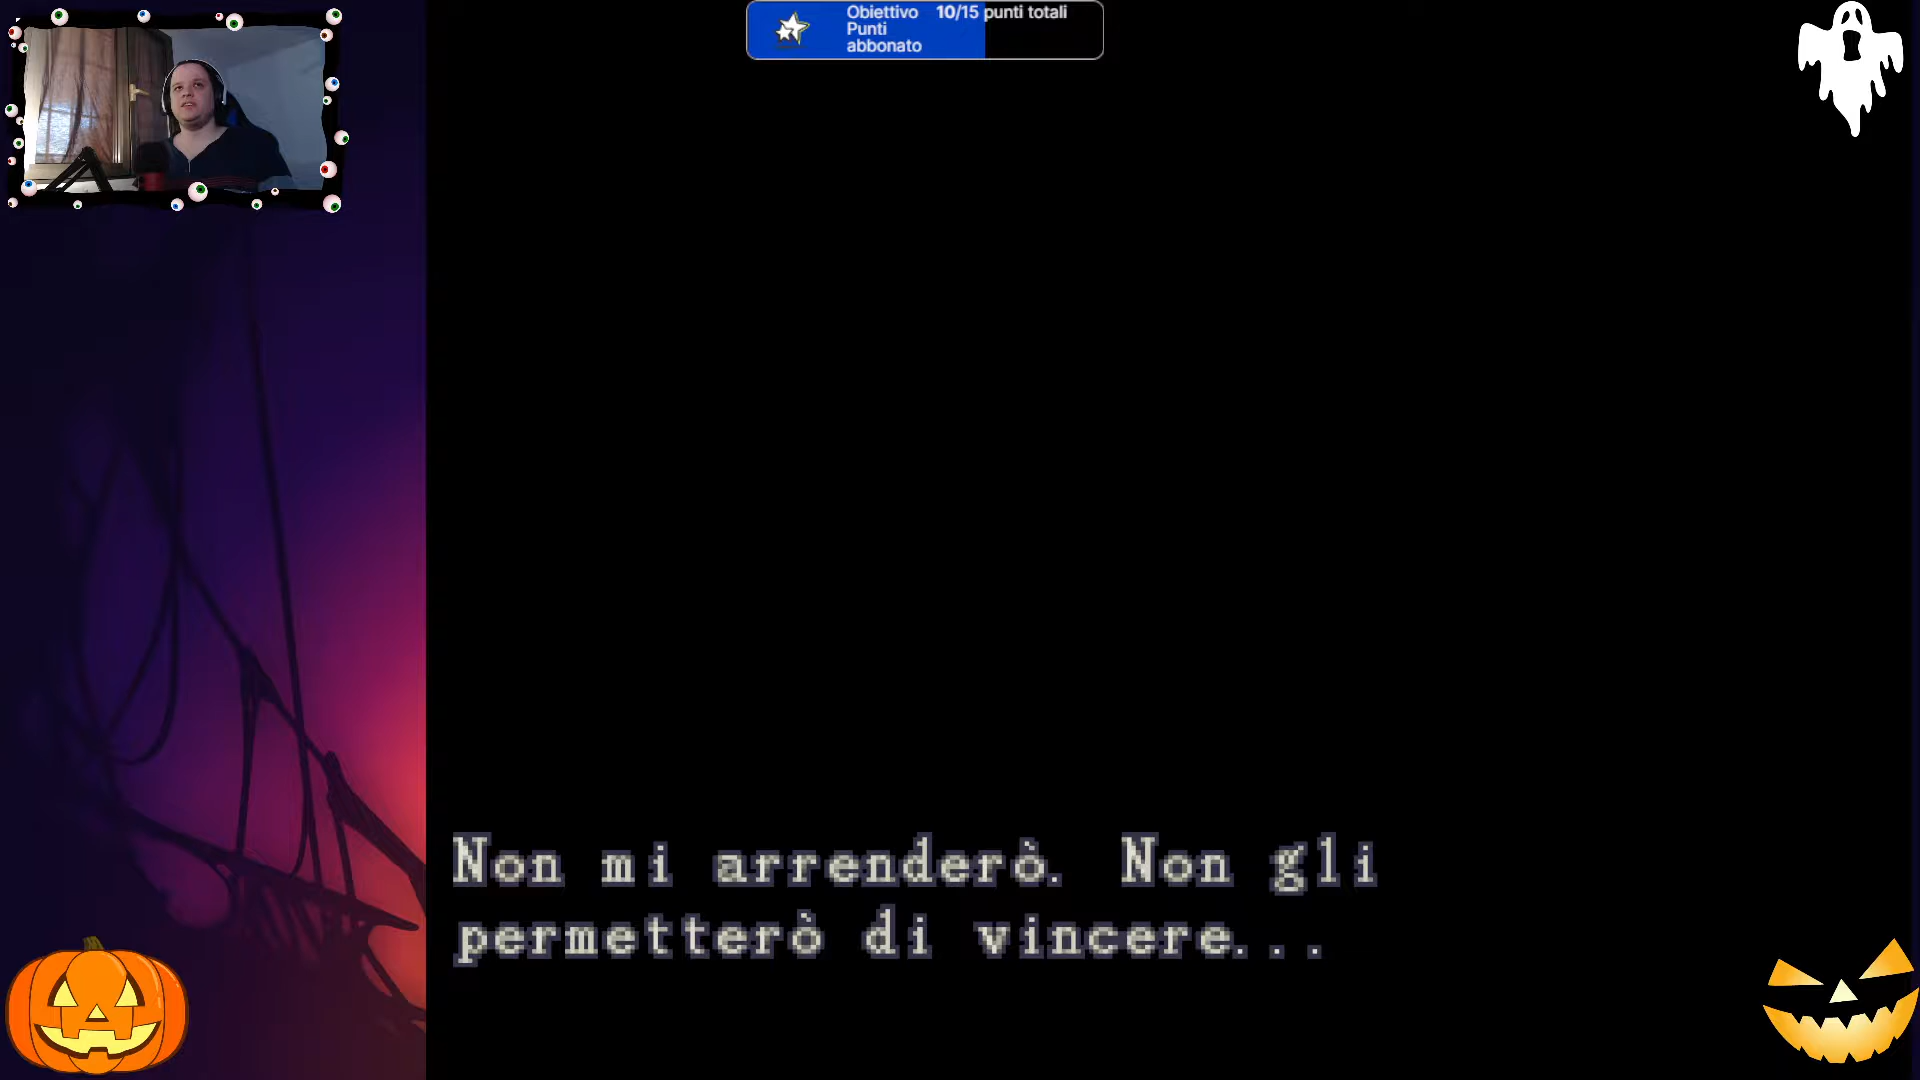 Obiettivo 10/15 punti totali
Punti
abbonato
Non mi arrenderò. Non gli
permetterò di vincere...